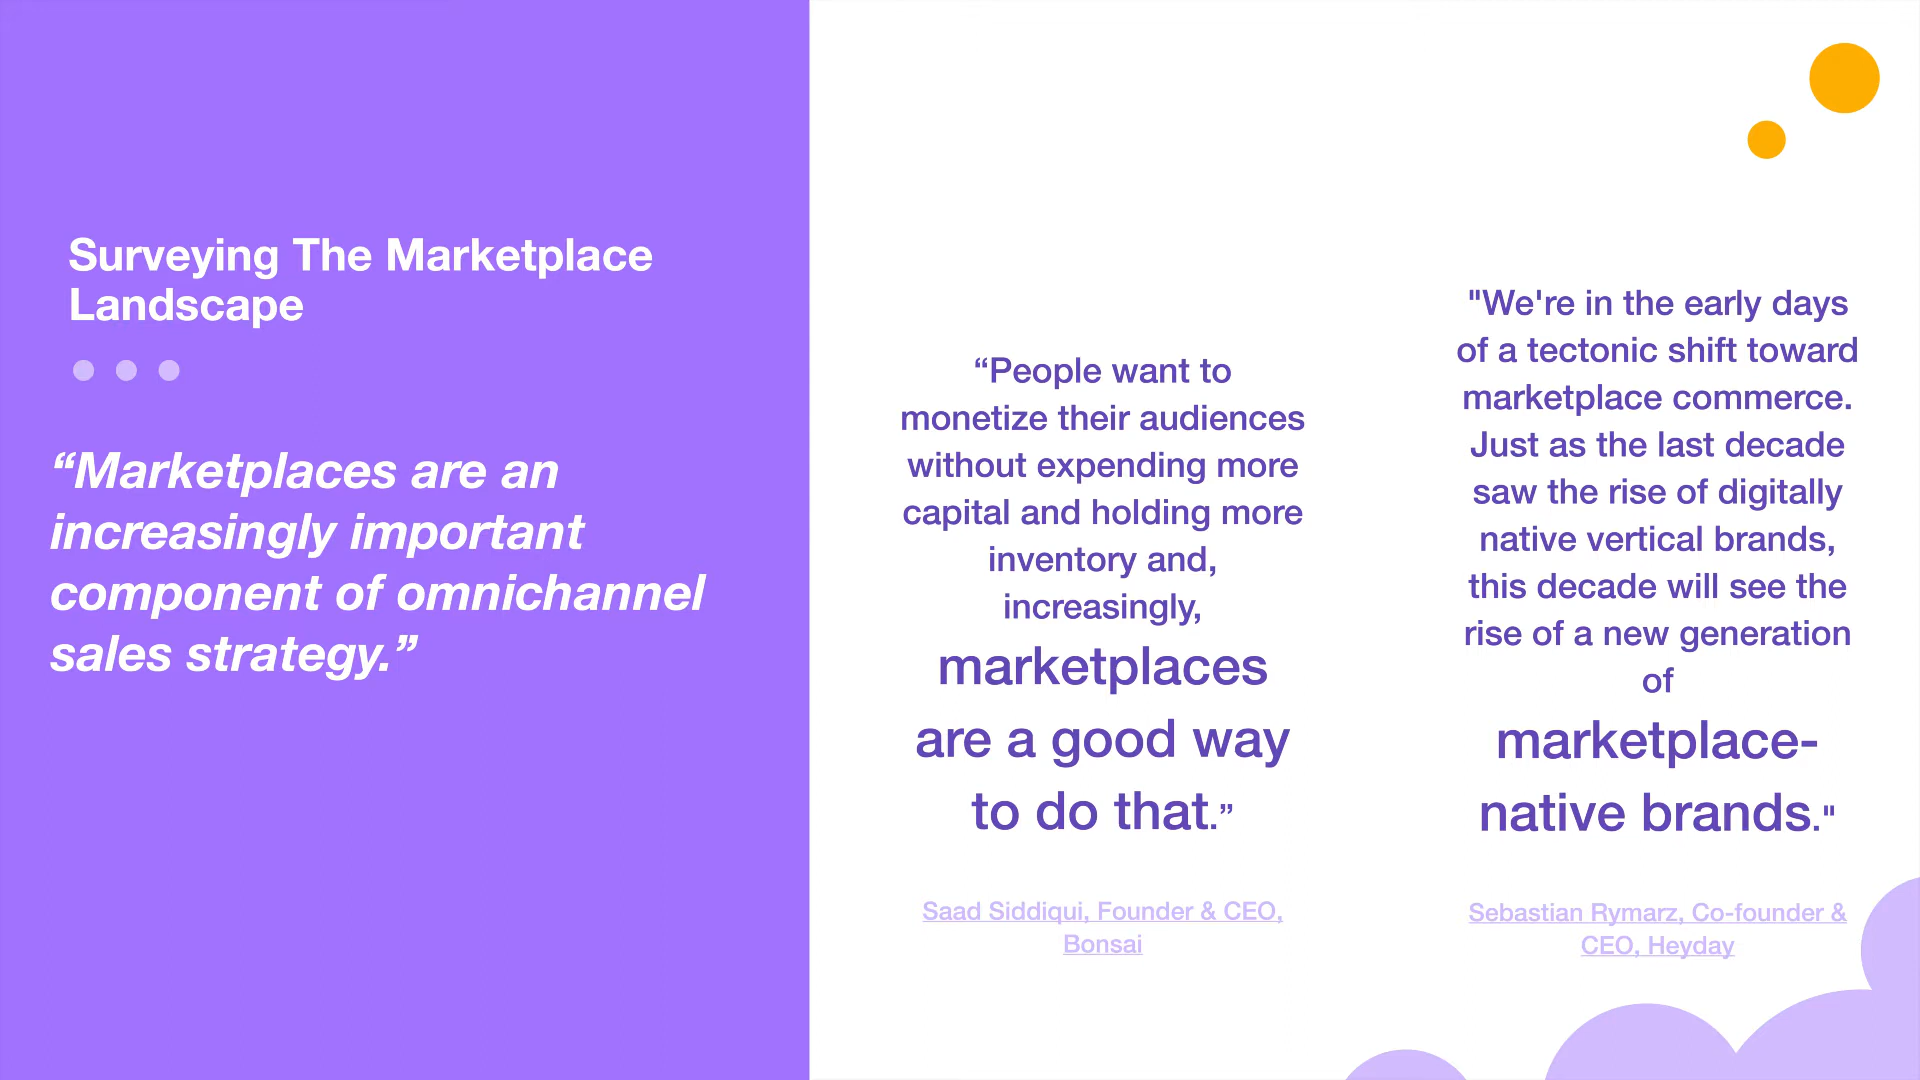 Surveying The Marketplace
Landscape
“Marketplaces are an
increasingly important
component of omnichannel
sales strategy.”
“People want to
monetize their audiences
without expending more
capital and holding more
inventory and,
increasingly,
marketplaces
are a good way
to do that.”
Saad Siddiqui, Founder & CEO,
Bonsai
"We're in the early days
of a tectonic shift toward
marketplace commerce.
Just as the last decade
saw the rise of digitally
native vertical brands,
this decade will see the
rise of a new generation
of
marketplace-
native brands."
Sebastian Rymarz, Co-founder &
CEO, Heyday